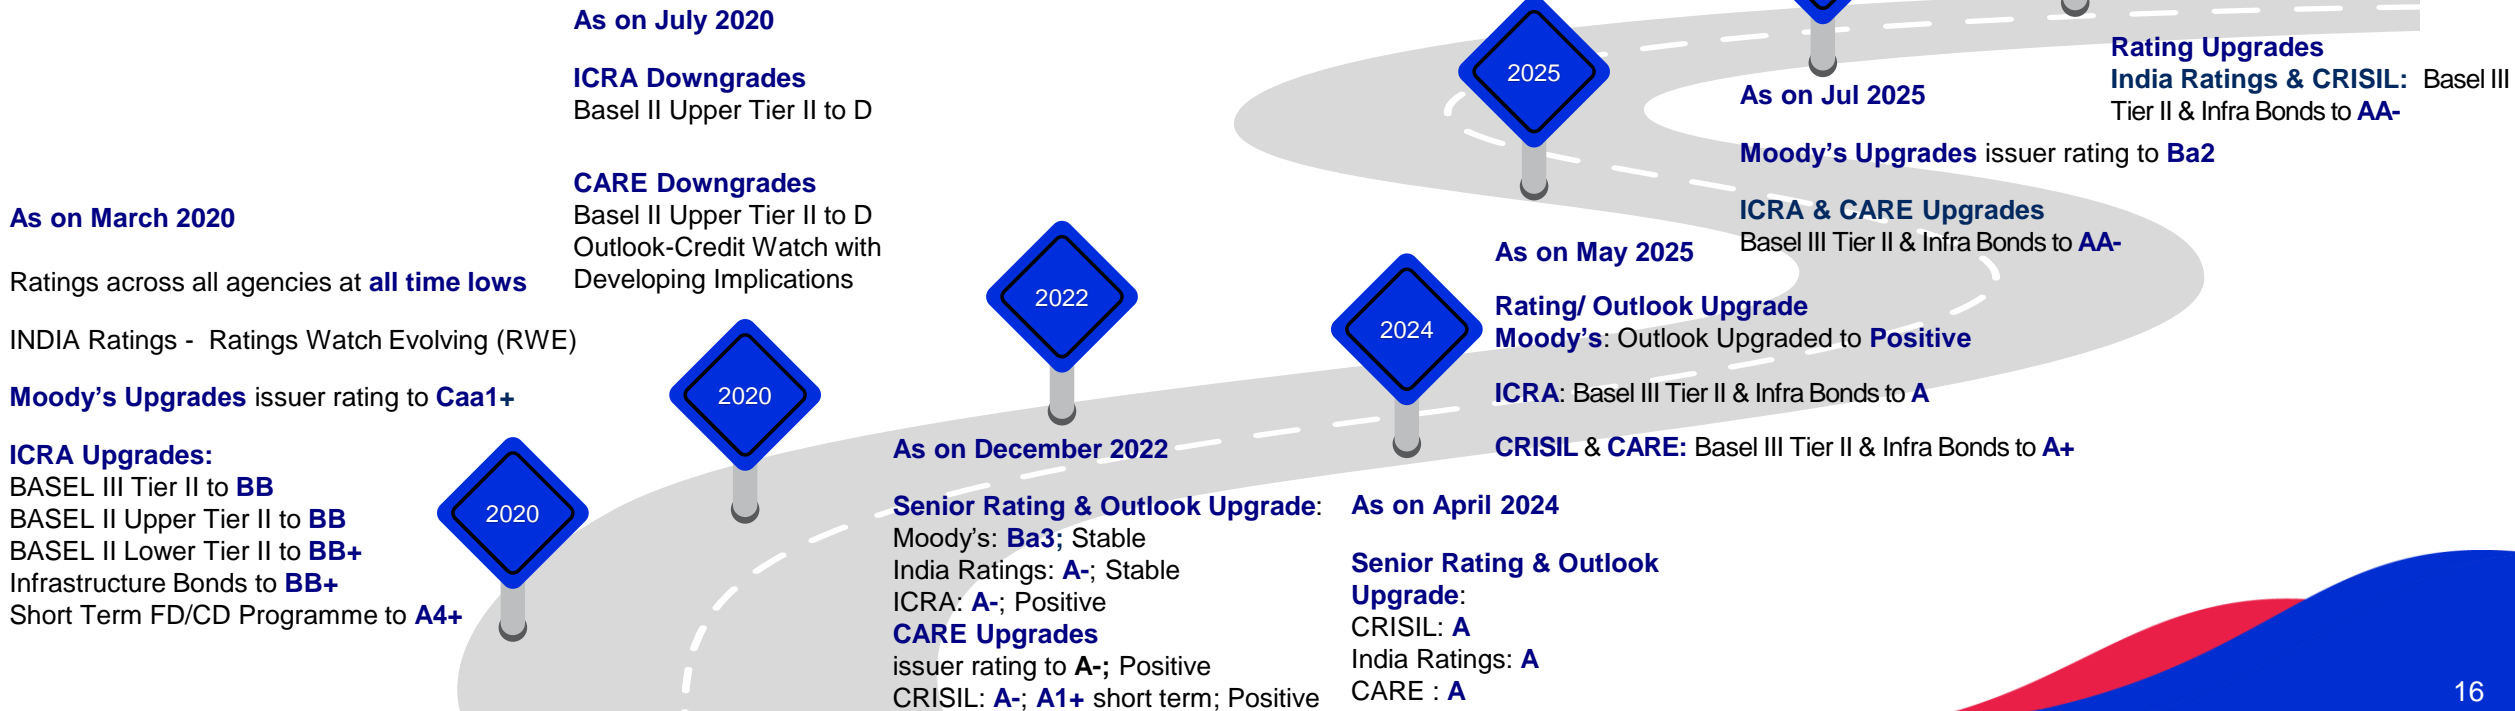 As on March 2020
Ratings across all agencies at all time lows
INDIA Ratings - Ratings Watch Evolving (RWE)
Moody’s Upgrades issuer rating to Caa1+
ICRA Upgrades:
BASEL III Tier II to BB
BASEL II Upper Tier II to BB
BASEL II Lower Tier II to BB+
Infrastructure Bonds to BB+
Short Term FD/CD Programme to A4+
2020
As on July 2020
ICRA Downgrades
Basel II Upper Tier II to D
CARE Downgrades
Basel II Upper Tier II to D
Outlook-Credit Watch with
Developing Implications
2020
2022
As on December 2022
Senior Rating & Outlook Upgrade:
Moody’s: Ba3; Stable
India Ratings: A-; Stable
ICRA: A-; Positive
CARE Upgrades
issuer rating to A-; Positive
CRISIL: A-; A1+ short term; Positive
2024
As on April 2024
Senior Rating & Outlook
Upgrade:
CRISIL: A
India Ratings: A
CARE : A
2025
As on May 2025
Rating/ Outlook Upgrade
Moody’s: Outlook Upgraded to Positive
ICRA: Basel III Tier II & Infra Bonds to A
CRISIL & CARE: Basel III Tier II & Infra Bonds to A+
As on Jul 2025
Moody’s Upgrades issuer rating to Ba2
ICRA & CARE Upgrades
Basel III Tier II & Infra Bonds to AA-
Rating Upgrades
India Ratings & CRISIL: Basel III
Tier II & Infra Bonds to AA-
16